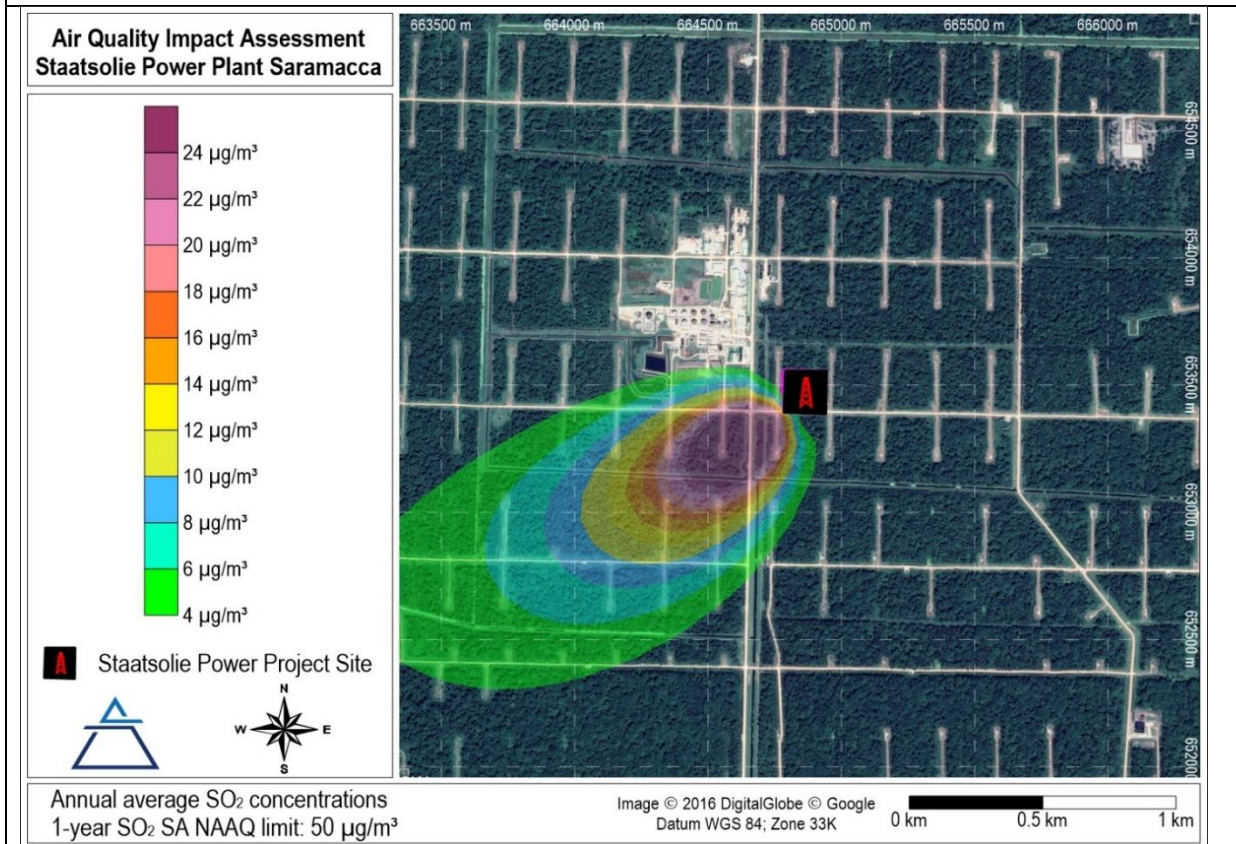 Air Quality Impact Assessment
Staatsolie Power Plant Saramacca
24 µg/m³
22 µg/m³
20 µg/m³
18 µg/m³
16 µg/m³
14 µg/m³
12 µg/m³
10 µg/m³
8 µg/m³
6 µg/m³
4 µg/m³
Staatsolie Power Project Site
N
W E
S
663500 m 664000 m 664500 m 665000 m 665500 m 666000 m
654500 m
654000 m
653500 m
653000 m
652500 m
652000
Annual average SO₂ concentrations
1-year SO₂ SA NAAQ limit: 50 µg/m³
Image © 2016 DigitalGlobe © Google
Datum WGS 84; Zone 33K
0 km 0.5 km 1 km